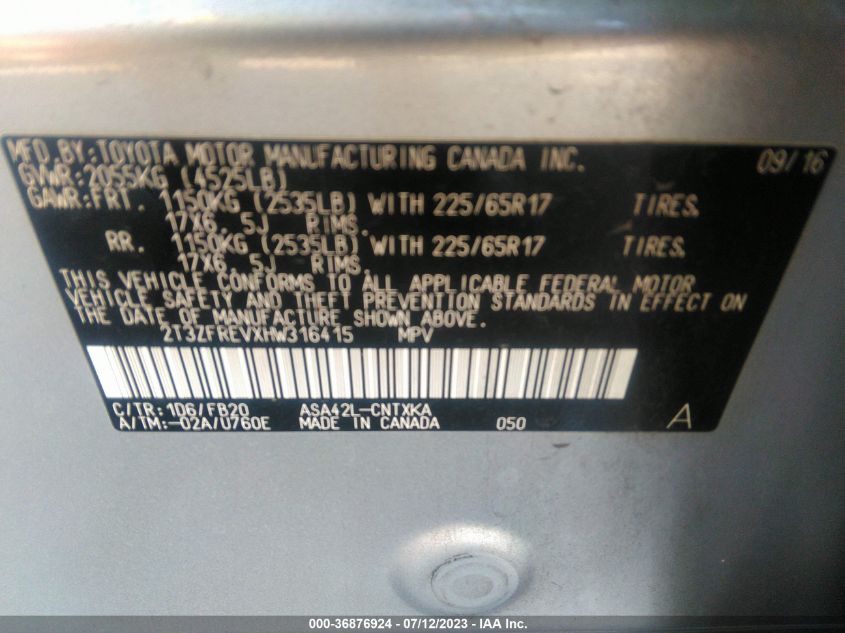 MFD.BY:TOYOTA MOTOR MANUFACTURING CANADA INC. 09/16
GVWR:2055KG (4525LB)
GAWR:FRT. 1150KG (2535LB) WITH 225/65R17 TIRES.
17X6.5J RIMS.
RR. 1150KG (2535LB) WITH 225/65R17 TIRES.
17X6.5J RIMS.
THIS VEHICLE CONFORMS TO ALL APPLICABLE FEDERAL MOTOR
VEHICLE SAFETY AND THEFT PREVENTION STANDARDS IN EFFECT ON
THE DATE OF MANUFACTURE SHOWN ABOVE.
2T3ZFREVXHW316415 MPV
C/TR:1D6/FB20 ASA42L-CNTXKA
A/TM:-02A/U760E MADE IN CANADA 050 A
000-36876924 - 07/12/2023 - IAA Inc.